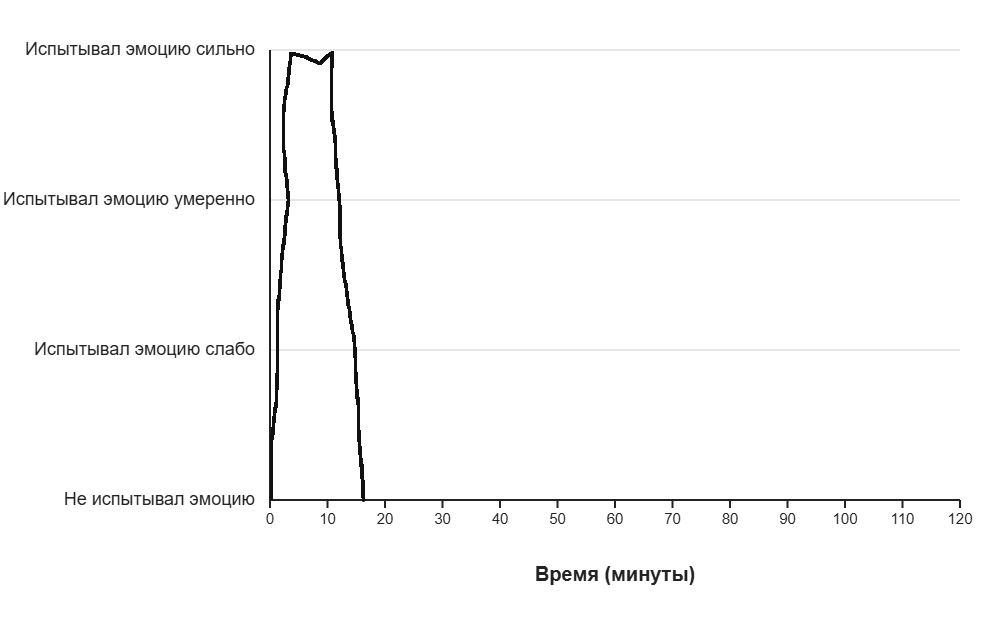 Испытывал эмоцию сильно
Испытывал эмоцию умеренно
Испытывал эмоцию слабо
Не испытывал эмоцию
0 10 20 30 40 50 60 70 80 90 100 110 120
Время (минуты)